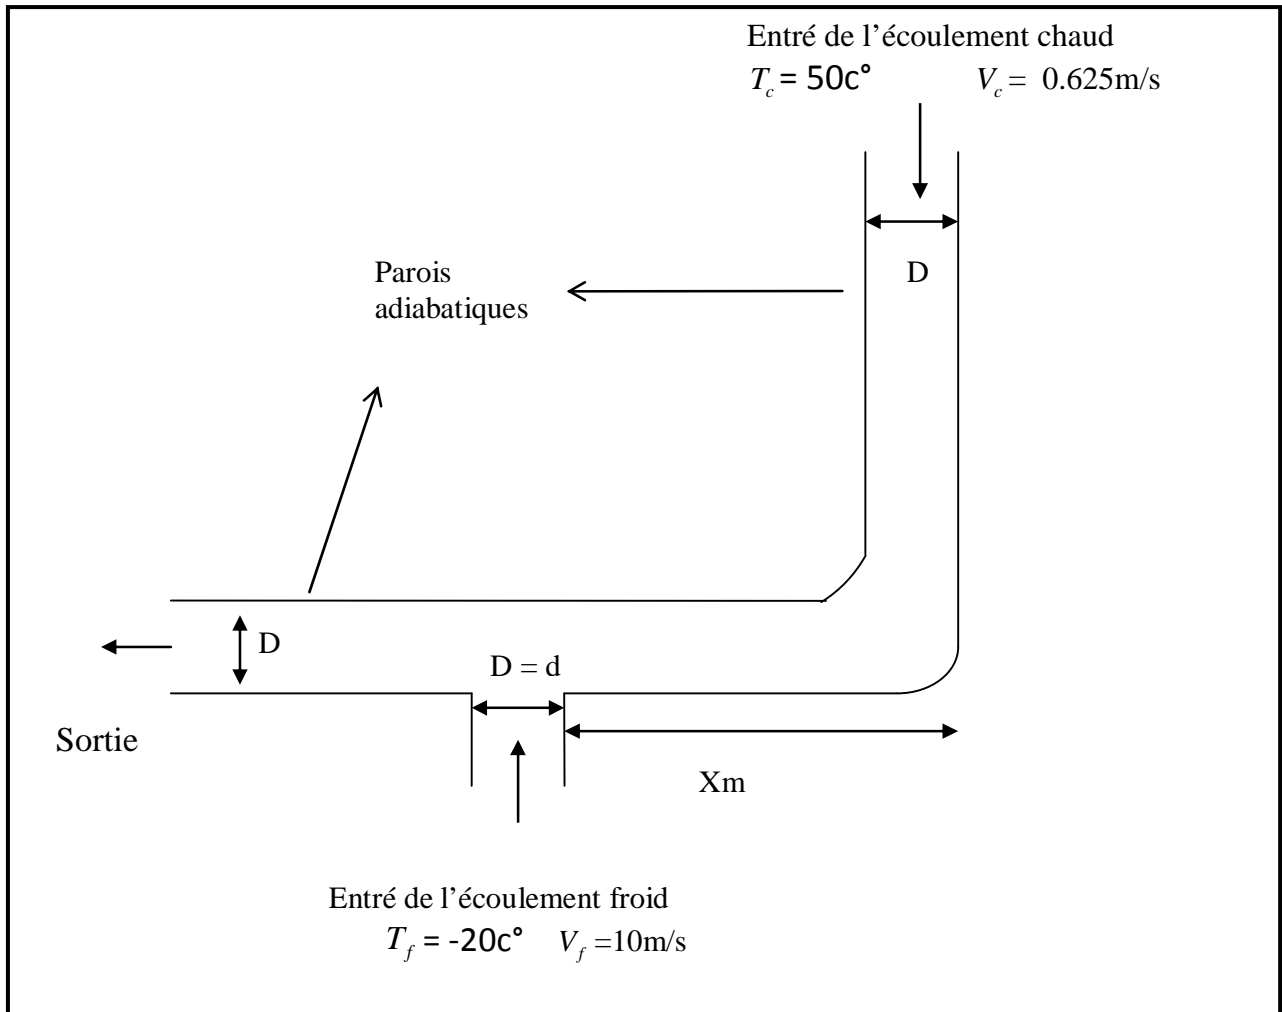 Entré de l’écoulement chaud
T_c = 50c° V_c = 0.625m/s
D
Parois
adiabatiques
D
D = d
Sortie
Xm
Entré de l’écoulement froid
T_f = -20c° V_f =10m/s